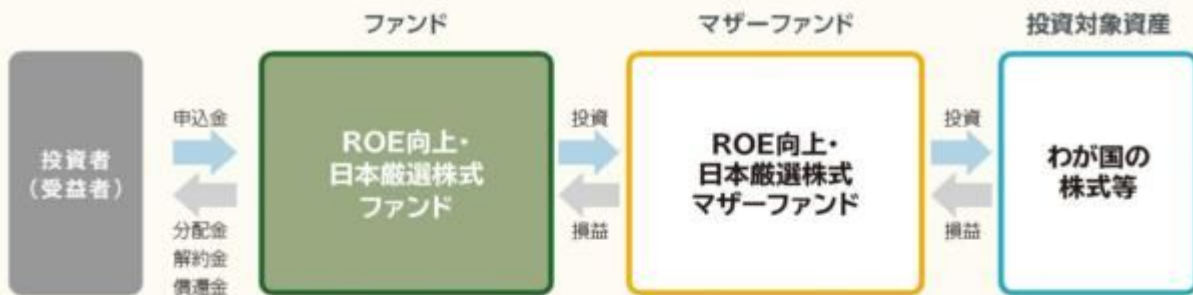 ファンド
マザーファンド
投資対象資産
投資者
（受益者）
申込金
分配金
解約金
償還金
ROE向上・
日本厳選株式
ファンド
投資
損益
ROE向上・
日本厳選株式
マザーファンド
投資
損益
わが国の
株式等